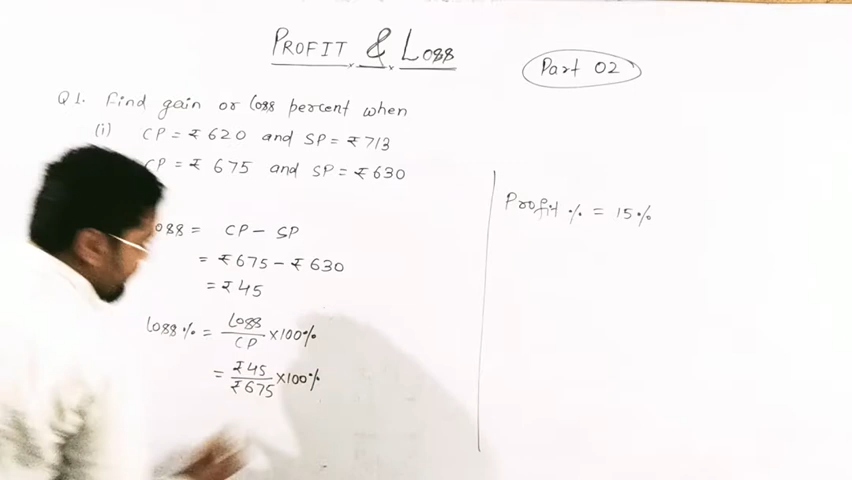 PROFIT & LOSS
Part 02
Q1. Find gain or loss percent when
(i) CP = ₹ 620 and SP = ₹ 713
CP = ₹ 675 and SP = ₹ 630
Profit % = 15%
= CP - SP
= ₹ 675 - ₹ 630
= ₹ 45
Loss % = Loss/CP × 100%
= ₹45/₹675 × 100%